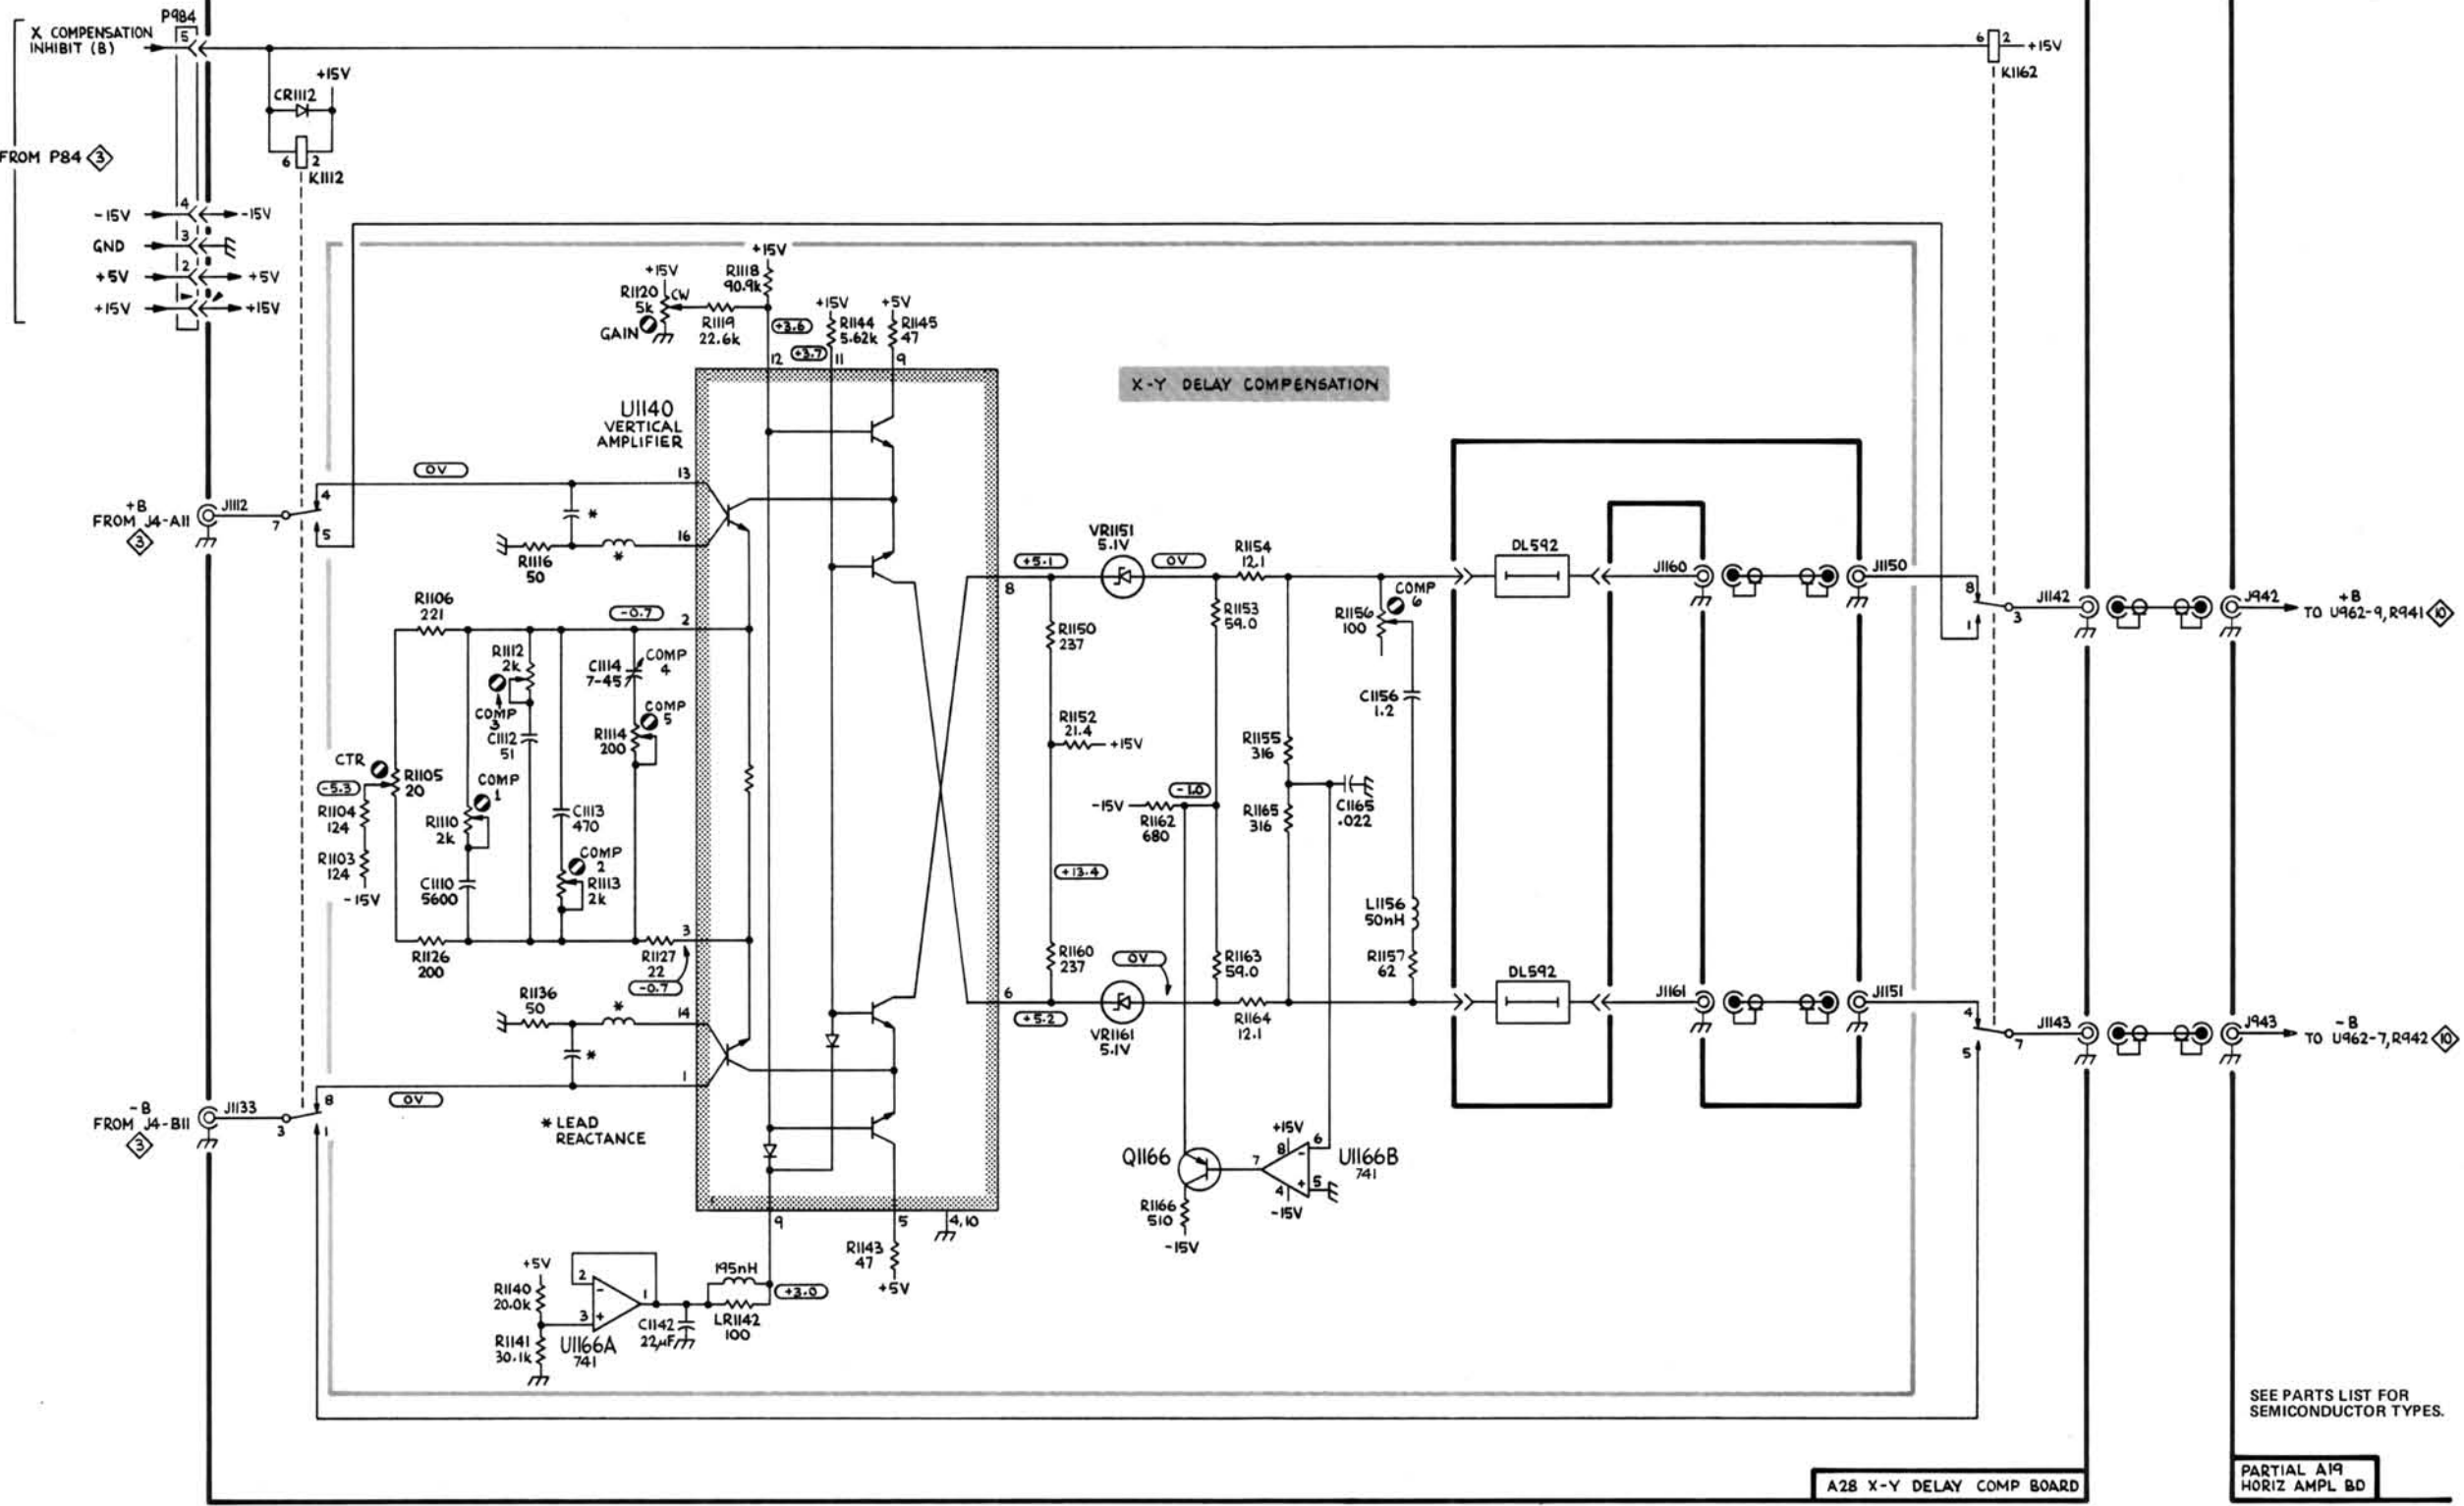 P984
X COMPENSATION
INHIBIT (B)
5
+15V
CR1112
6 2
K1112
6 2 +15V
K1162
FROM P84 3
-15V 4 -15V
GND 3
+5V 2 +5V
+15V +15V
+15V
R1118
90.9k
+15V
R1120
5k
CW
GAIN
R1119
22.6k
+3.6
12
+15V
R1144
5.62k
+3.7
11
+5V
R1145
47
9
X-Y DELAY COMPENSATION
U1140
VERTICAL
AMPLIFIER
0V
13
16
+B
FROM J4-A11
3
J1112
7
4
5
*
*
R1116
50
R1106
221
-0.7
2
R1112
2k
COMP
3
C1112
51
C1114
7-45
COMP
4
COMP
5
R1114
200
CTR
-5.3
R1105
20
R1104
124
R1103
124
-15V
COMP
1
R1110
2k
C1110
5600
C1113
470
COMP
2
R1113
2k
R1126
200
R1127
22
3
-0.7
R1136
50
*
*
14
1
0V
-B
FROM J4-B11
3
J1133
3
8
1
* LEAD
REACTANCE
9
5
4,10
R1143
47
+5V
+5V
R1140
20.0k
R1141
30.1k
2
-
3
+
1
U1166A
741
C1142
22µF
195nH
LR1142
100
+3.0
+5.1
8
VR1151
5.1V
0V
R1154
12.1
R1150
237
R1153
59.0
R1152
21.4
+15V
-1.0
-15V
R1162
680
R1155
316
R1165
316
C1165
.022
+13.4
R1160
237
0V
R1163
59.0
6
+5.2
VR1161
5.1V
R1164
12.1
COMP
6
R1156
100
C1156
1.2
L1156
50nH
R1157
62
DL592
J1160
J1150
DL592
J1161
J1151
Q1166
R1166
510
-15V
7
+15V
8
-
6
4
+
5
-15V
U1166B
741
8
1
3
J1142
J942
+B
TO U962-9, R941 10
4
5
7
J1143
J943
-B
TO U962-7, R942 10
SEE PARTS LIST FOR
SEMICONDUCTOR TYPES.
A28 X-Y DELAY COMP BOARD
PARTIAL A19
HORIZ AMPL BD